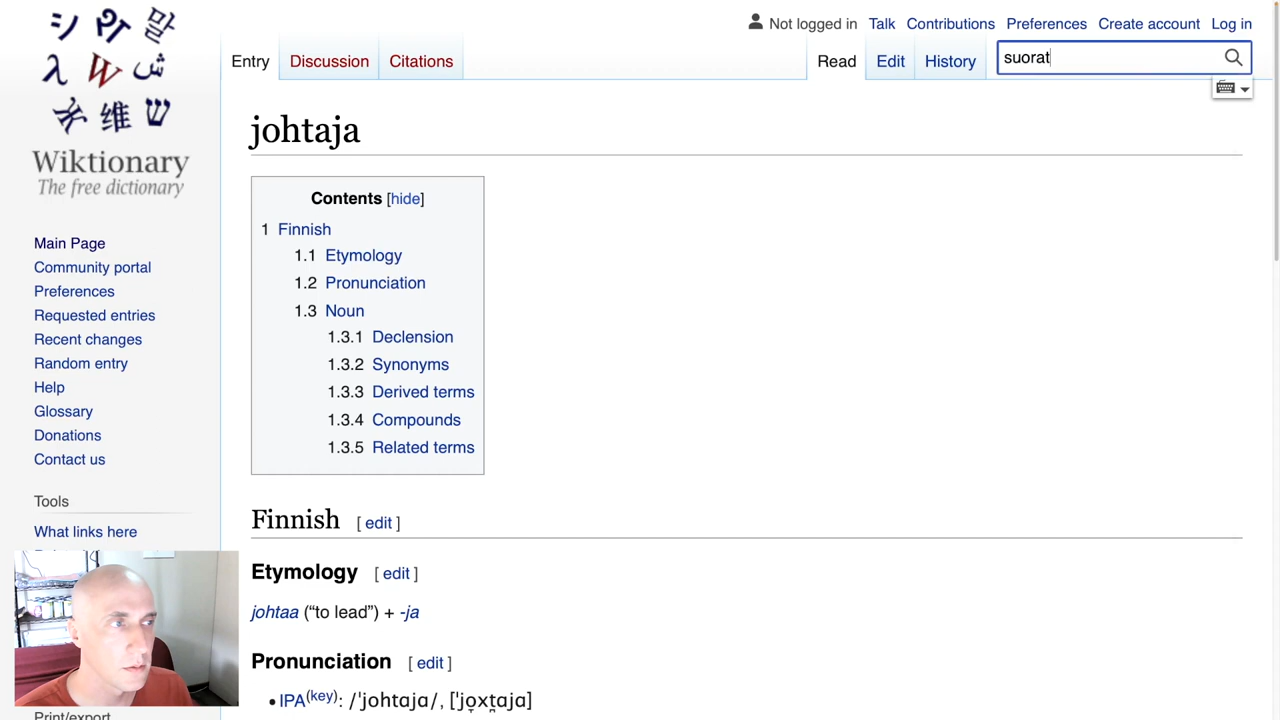 シ
말
λ
W
维
ש
Wiktionary
The free dictionary
Not logged in Talk Contributions Preferences Create account Log in
Entry Discussion Citations Read Edit History suorat
johtaja
Contents [hide]
1 Finnish
1.1 Etymology
1.2 Pronunciation
1.3 Noun
1.3.1 Declension
1.3.2 Synonyms
1.3.3 Derived terms
1.3.4 Compounds
1.3.5 Related terms
Main Page
Community portal
Preferences
Requested entries
Recent changes
Random entry
Help
Glossary
Donations
Contact us
Tools
What links here
Print/export
Finnish [ edit ]
Etymology [ edit ]
johtaa (“to lead”) + -ja
Pronunciation [ edit ]
• IPA(key): /ˈjohtɑjɑ/, [ˈjo̞xt̪ɑjɑ]